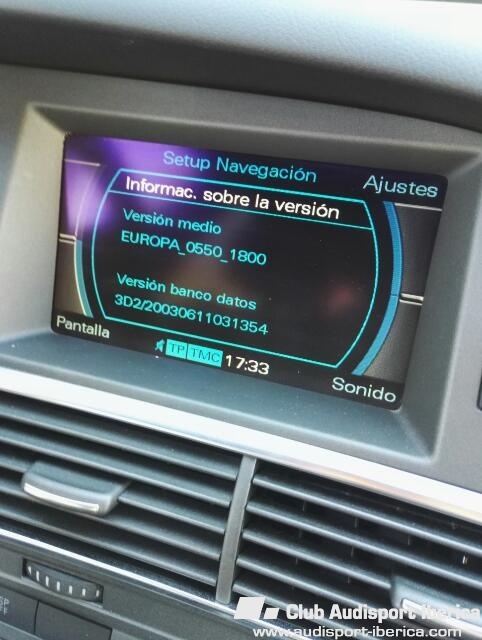 Setup Navegación
Ajustes
Informac. sobre la versión
Versión medio
EUROPA_0550_1800
Versión banco datos
3D2/20030611031354
Pantalla
TP TMC 17:33
Sonido
Club Audisport Iberica
www.audisport-iberica.com